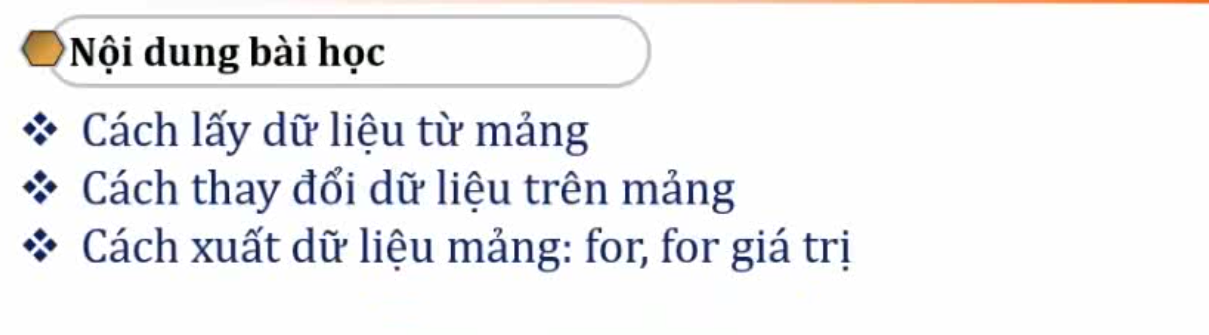 Nội dung bài học
Cách lấy dữ liệu từ mảng
Cách thay đổi dữ liệu trên mảng
Cách xuất dữ liệu mảng: for, for giá trị